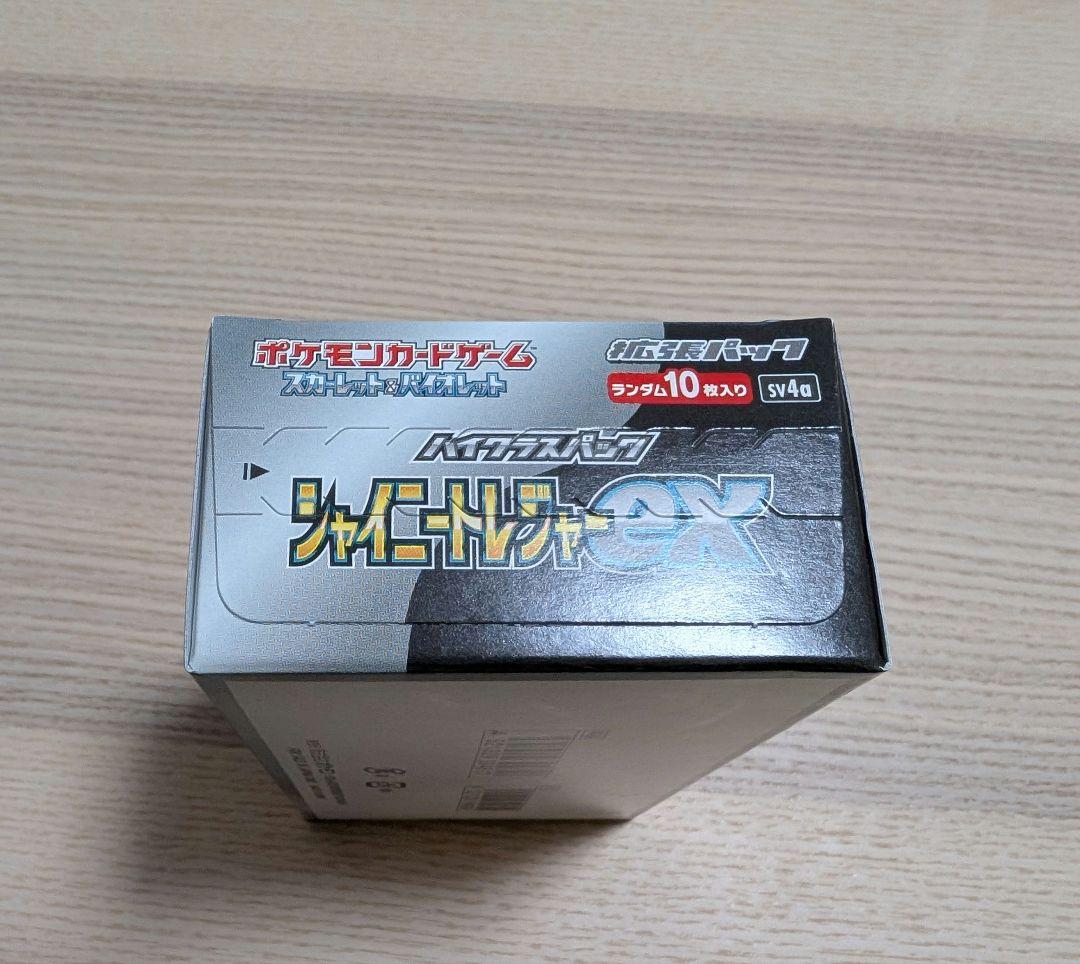 ポケモンカードゲーム
スカーレット&バイオレット
拡張パック
ランダム10枚入り
sv4a
ハイクラスパック
シャイニートレジャーex